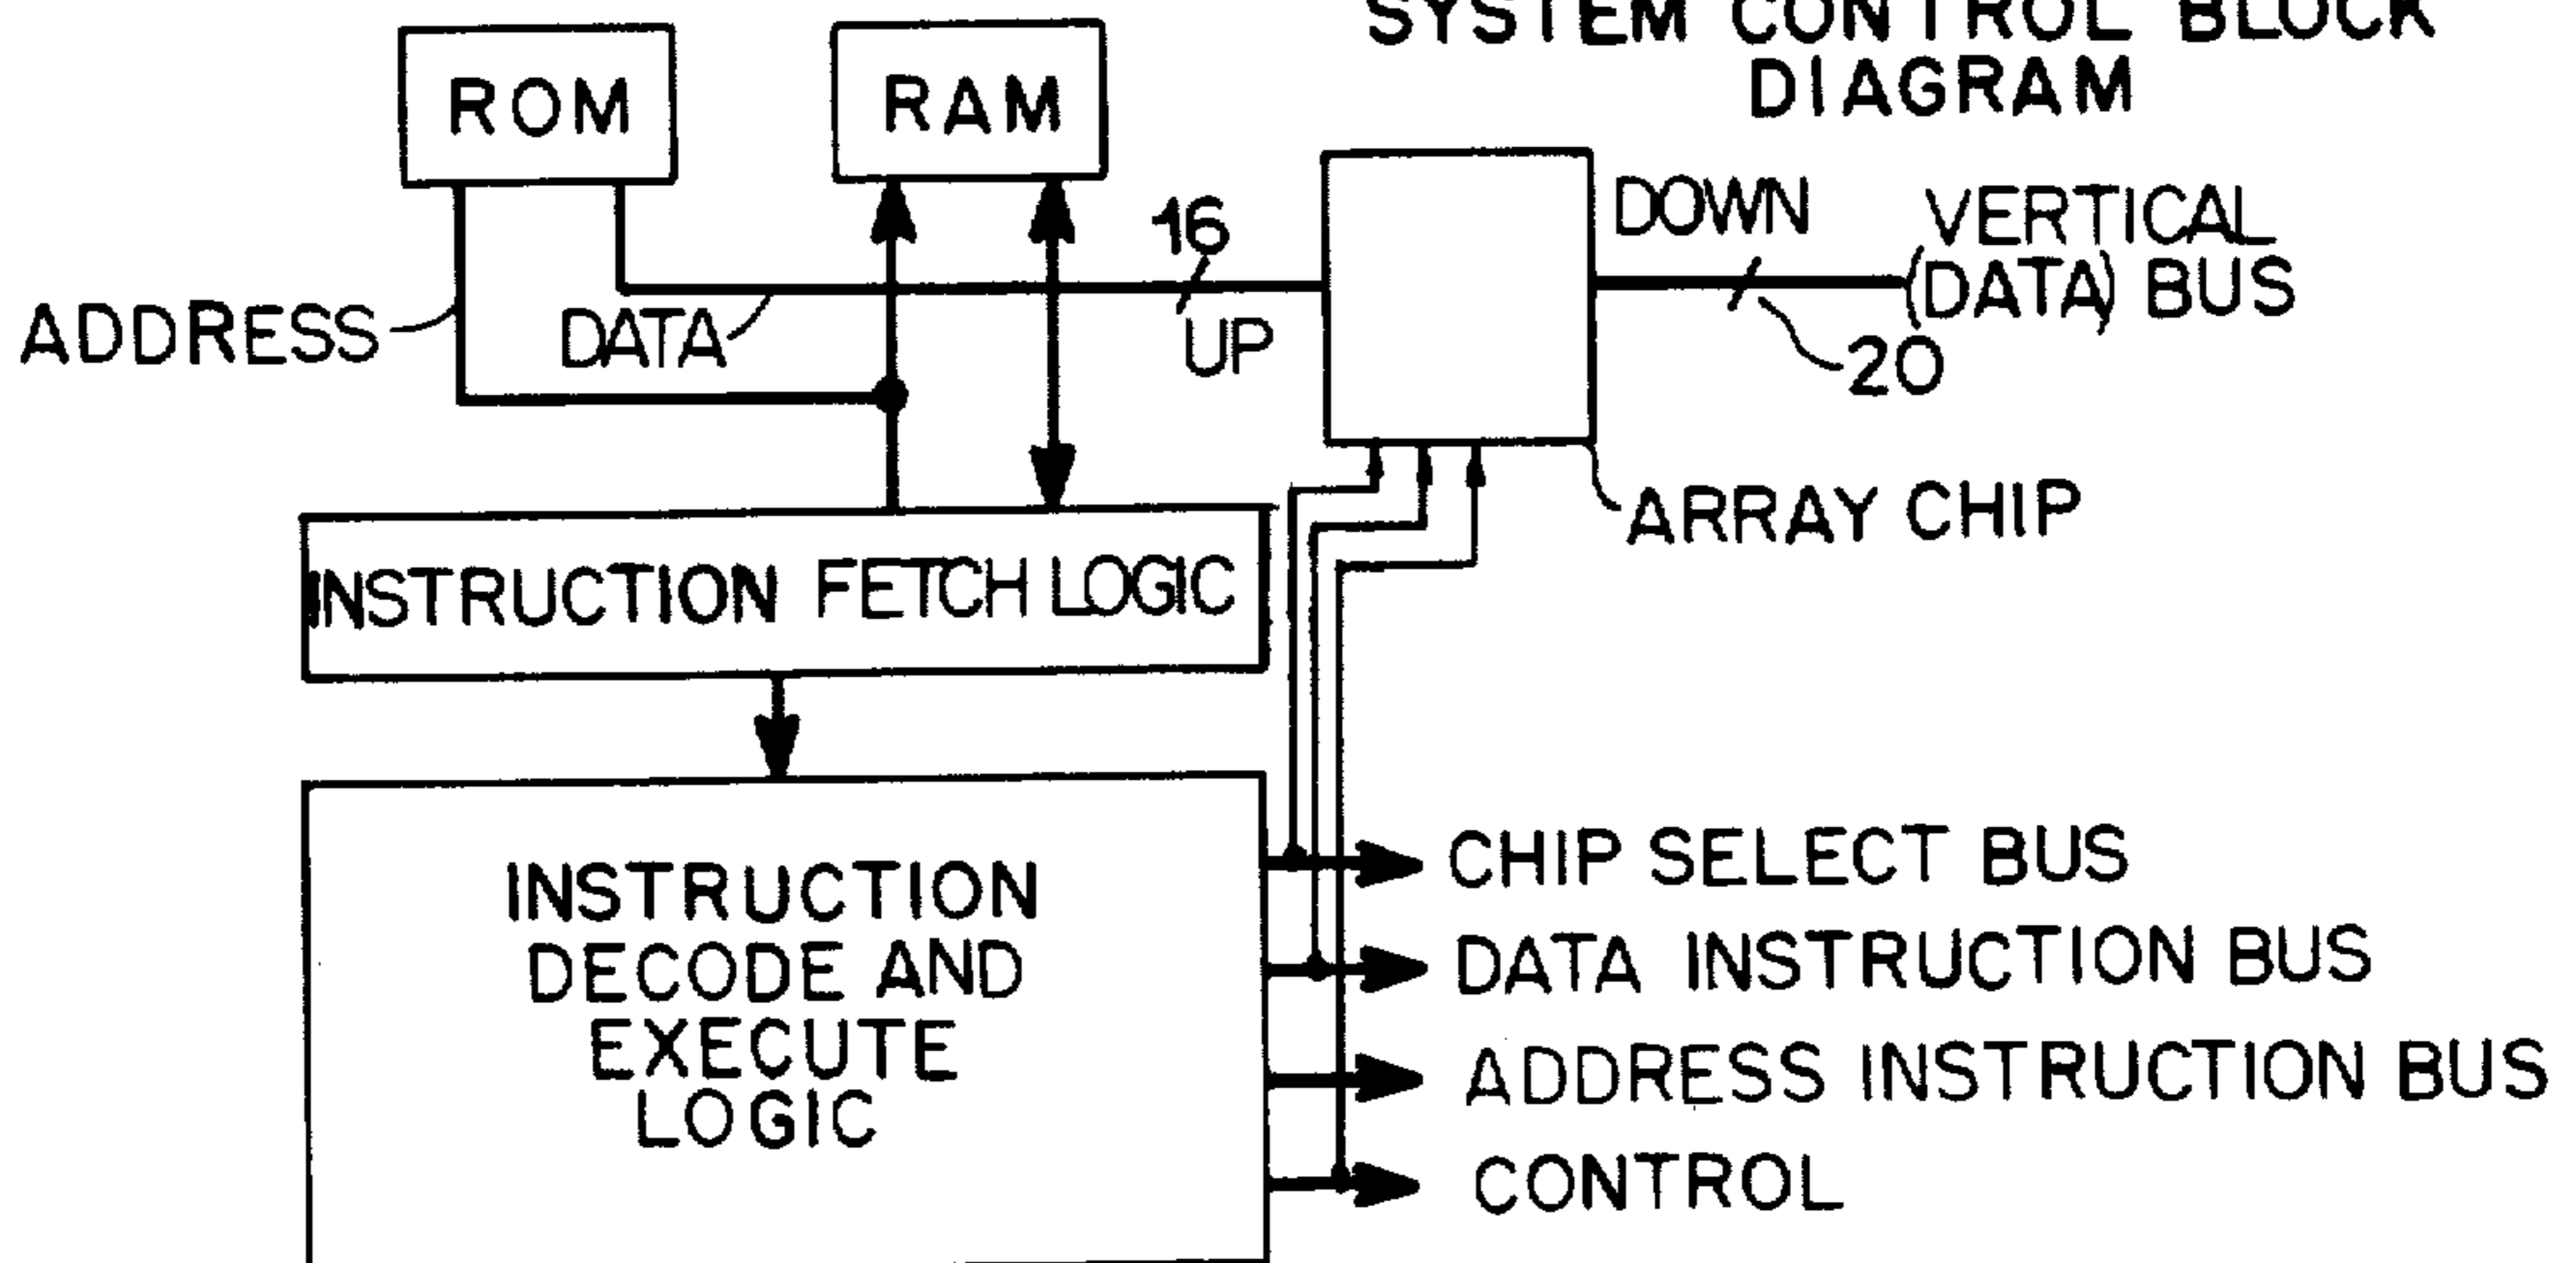 SYSTEM CONTROL BLOCK
DIAGRAM
ROM
RAM
16
UP
DOWN
(VERTICAL
DATA) BUS
20
ADDRESS
DATA
ARRAY CHIP
INSTRUCTION FETCH LOGIC
INSTRUCTION
DECODE AND
EXECUTE
LOGIC
CHIP SELECT BUS
DATA INSTRUCTION BUS
ADDRESS INSTRUCTION BUS
CONTROL